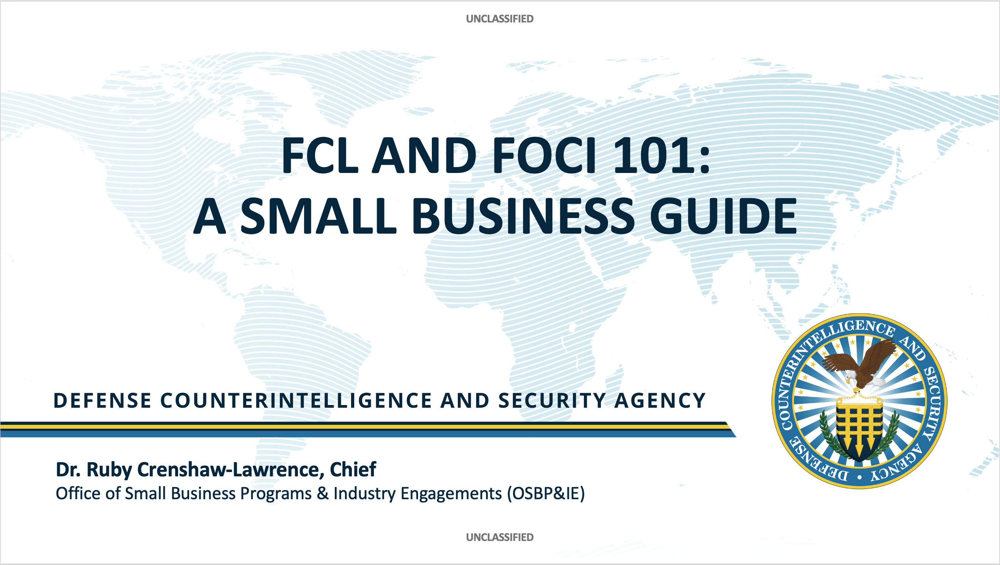 UNCLASSIFIED
FCL AND FOCI 101:
A SMALL BUSINESS GUIDE
DEFENSE COUNTERINTELLIGENCE AND SECURITY AGENCY
DEFENSE COUNTERINTELLIGENCE AND SECURITY AGENCY •
Dr. Ruby Crenshaw-Lawrence, Chief
Office of Small Business Programs & Industry Engagements (OSBP&IE)
UNCLASSIFIED